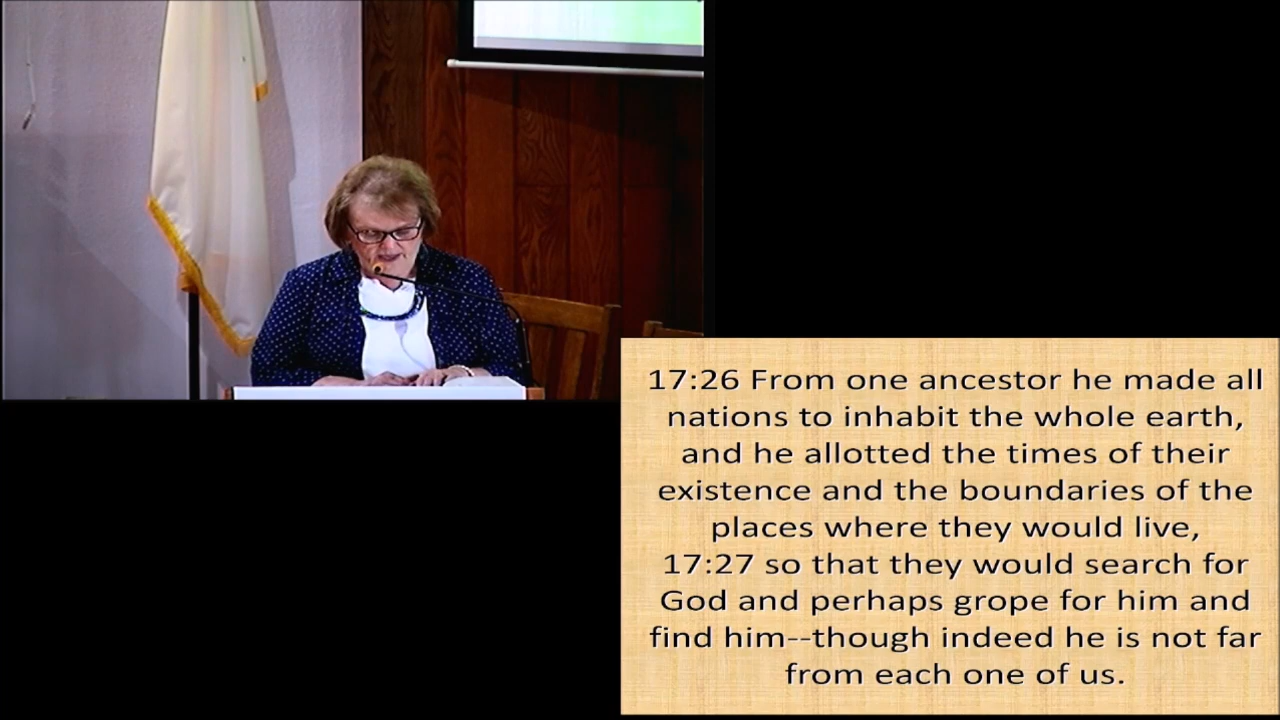 17:26 From one ancestor he made all
nations to inhabit the whole earth,
and he allotted the times of their
existence and the boundaries of the
places where they would live,
17:27 so that they would search for
God and perhaps grope for him and
find him--though indeed he is not far
from each one of us.